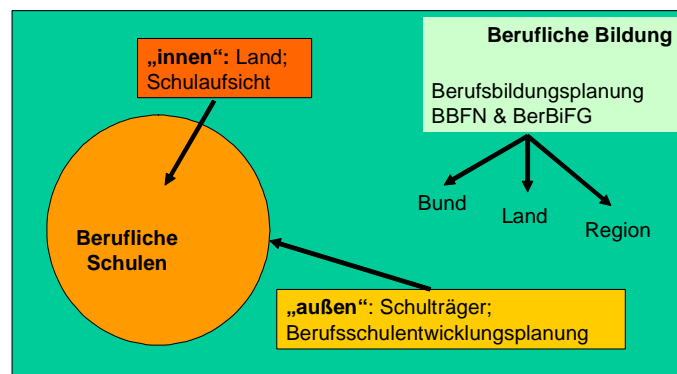 „innen“: Land;
Schulaufsicht
Berufliche Bildung
Berufsbildungsplanung
BBFN & BerBiFG
Bund
Land
Region
Berufliche
Schulen
„außen“: Schulträger;
Berufsschulentwicklungsplanung